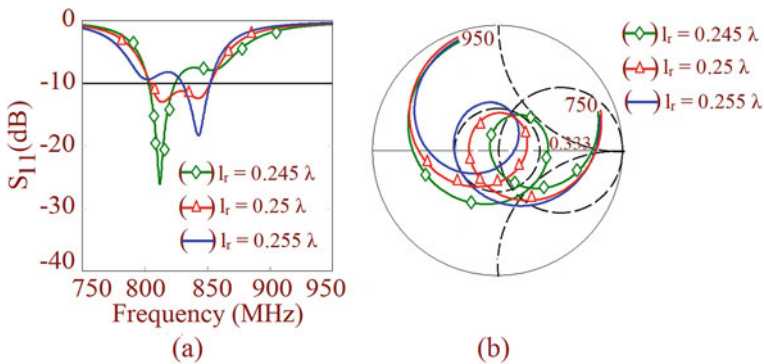 0
-10
-20
-30
-40
S11(dB)
( ) lr = 0.245 λ
( ) lr = 0.25 λ
( ) lr = 0.255 λ
750 800 850 900 950
Frequency (MHz)
(a)
950
750
0.333
( ) lr = 0.245 λ
( ) lr = 0.25 λ
( ) lr = 0.255 λ
(b)